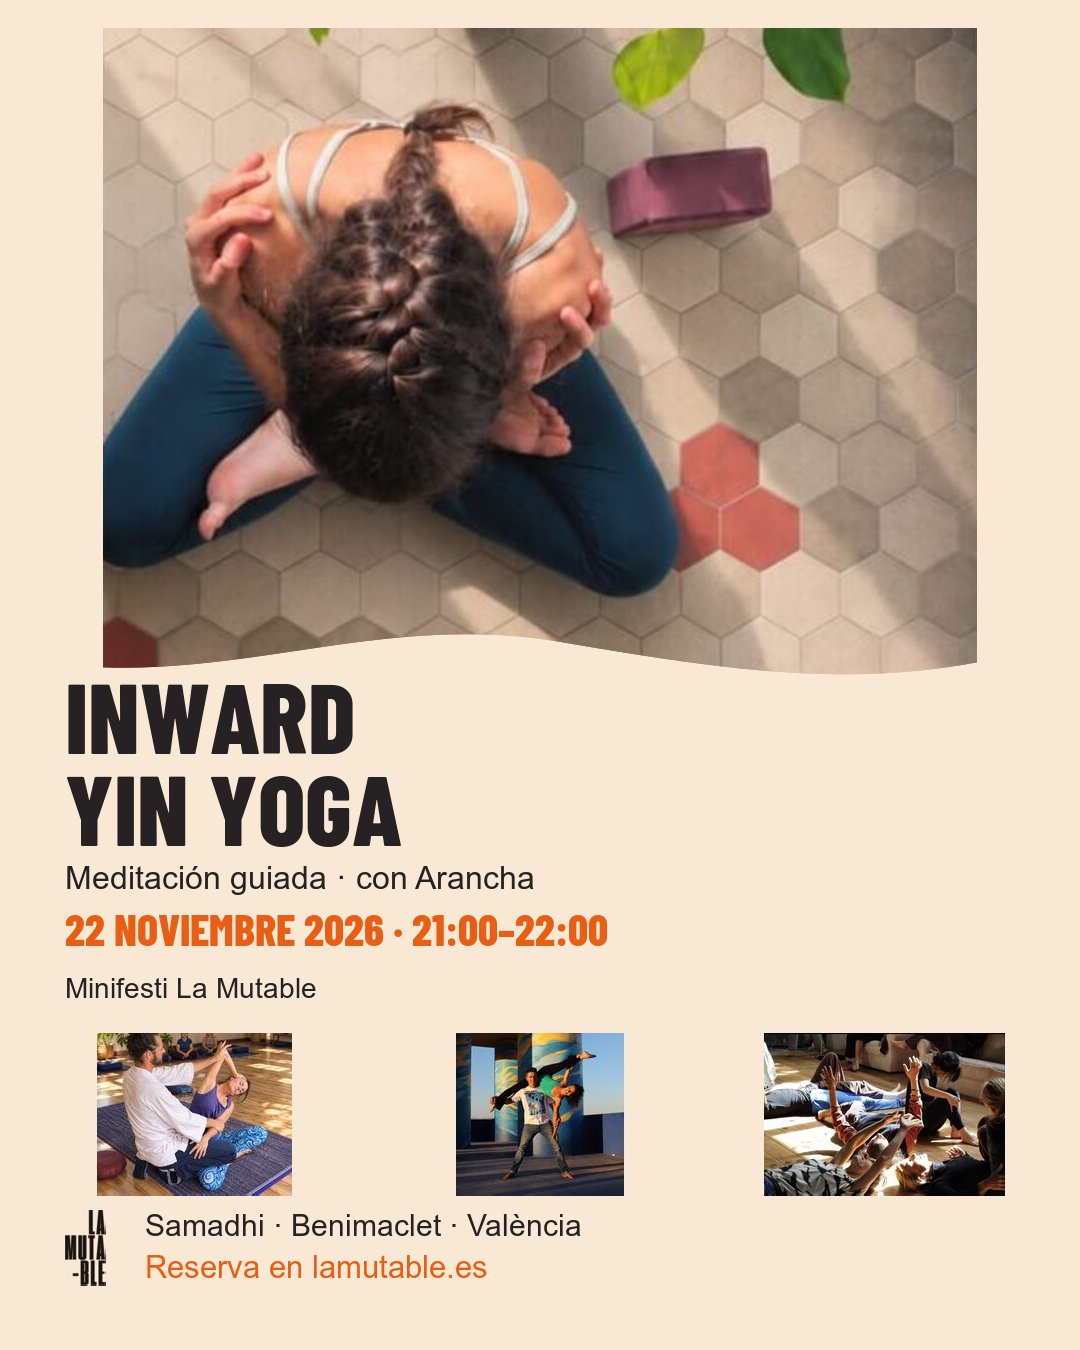 INWARD
YIN YOGA
Meditación guiada · con Arancha
22 NOVIEMBRE 2026 · 21:00–22:00
Minifesti La Mutable
LA
MUTA
-BLE
Samadhi · Benimaclet · València
Reserva en lamutable.es